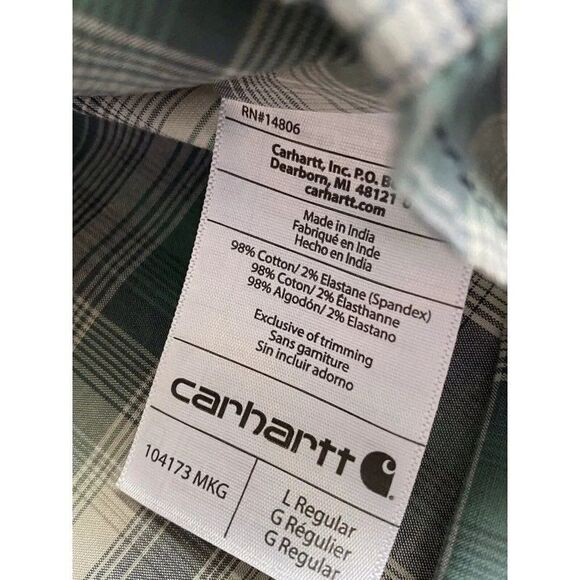 RN#14806
Carhartt, Inc. P.O. B
Dearborn, MI 48121
carhartt.com
Made in India
Fabriqué en Inde
Hecho en India
98% Cotton/ 2% Elastane (Spandex)
98% Coton/ 2% Élasthanne
98% Algodón/ 2% Elastano
Exclusive of trimming
Sans garniture
Sin incluir adorno
carhartt
104173 MKG
L Regular
G Régulier
G Regular